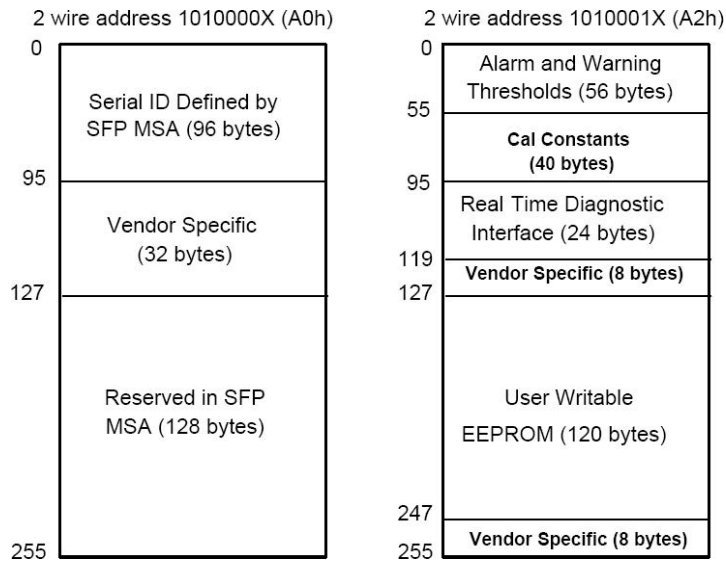 2 wire address 1010000X (A0h)
0
Serial ID Defined by
SFP MSA (96 bytes)
95
Vendor Specific
(32 bytes)
127
Reserved in SFP
MSA (128 bytes)
255
2 wire address 1010001X (A2h)
0
Alarm and Warning
Thresholds (56 bytes)
55
Cal Constants
(40 bytes)
95
Real Time Diagnostic
Interface (24 bytes)
119
Vendor Specific (8 bytes)
127
User Writable
EEPROM (120 bytes)
247
Vendor Specific (8 bytes)
255